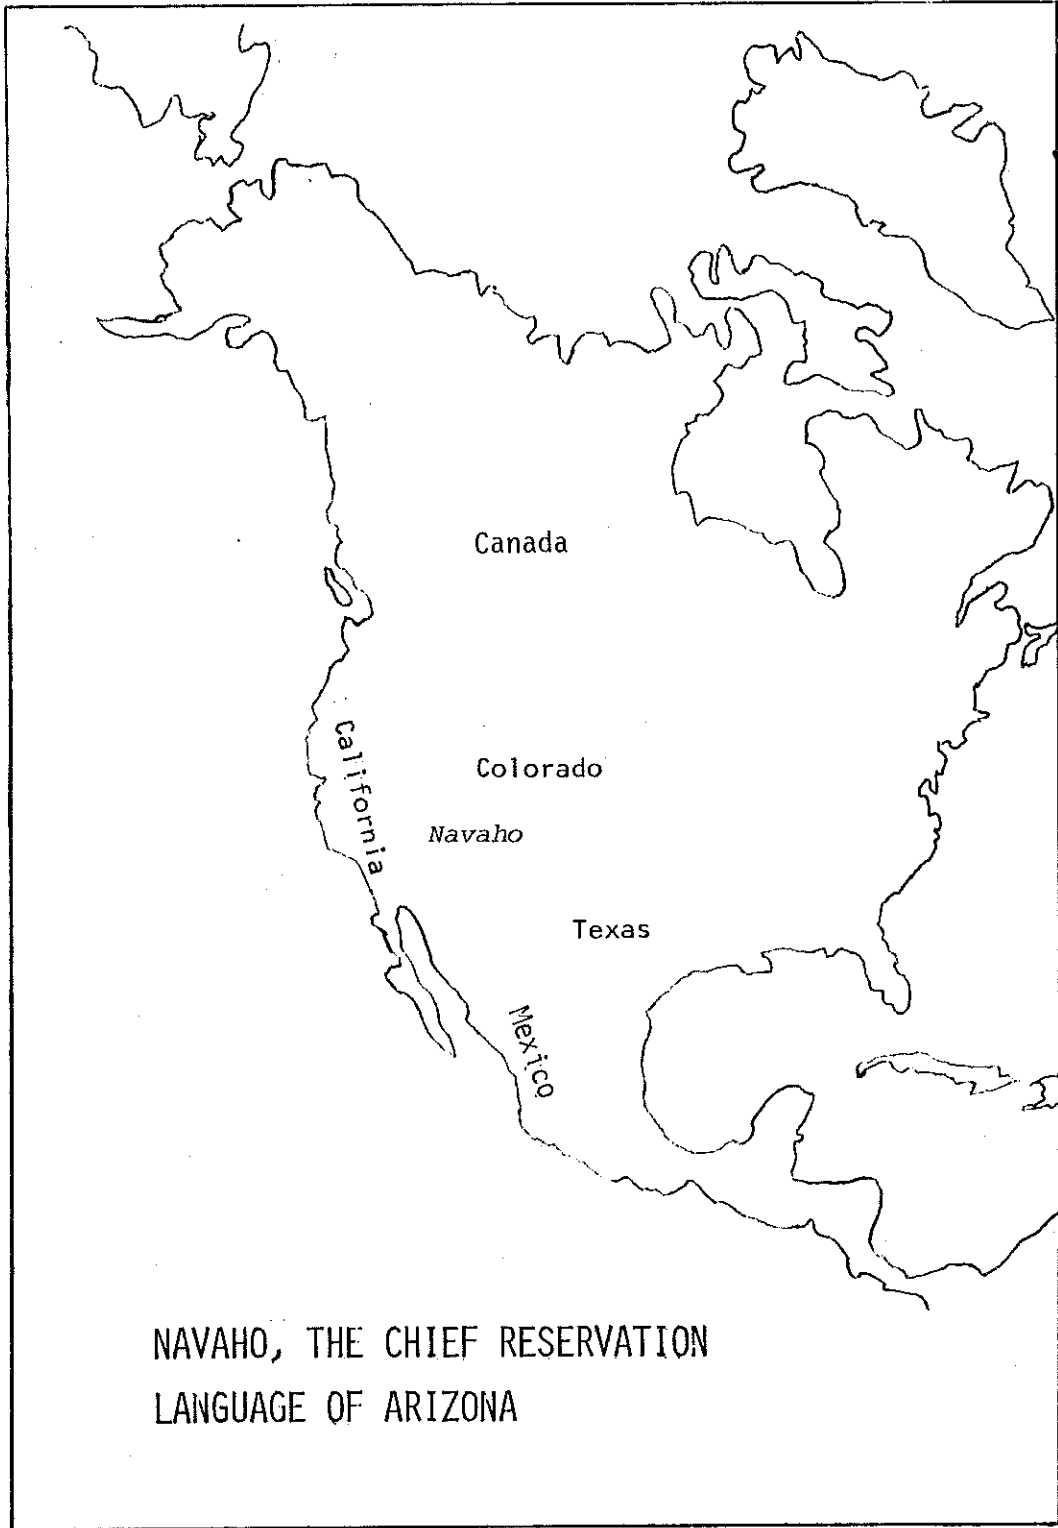 Canada
California
Colorado
Navaho
Texas
Mexico
NAVAHO, THE CHIEF RESERVATION
LANGUAGE OF ARIZONA